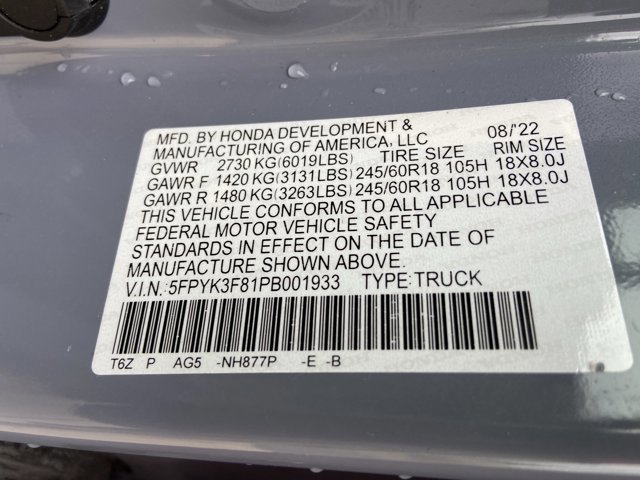 MFD. BY HONDA DEVELOPMENT & 08/'22
MANUFACTURING OF AMERICA, LLC
GVWR 2730 KG(6019LBS) TIRE SIZE RIM SIZE
GAWR F 1420 KG(3131LBS) 245/60R18 105H 18X8.0J
GAWR R 1480 KG(3263LBS) 245/60R18 105H 18X8.0J
THIS VEHICLE CONFORMS TO ALL APPLICABLE
FEDERAL MOTOR VEHICLE SAFETY
STANDARDS IN EFFECT ON THE DATE OF
MANUFACTURE SHOWN ABOVE.
V.I.N.: 5FPYK3F81PB001933 TYPE: TRUCK
T6Z P AG5 -NH877P -E -B